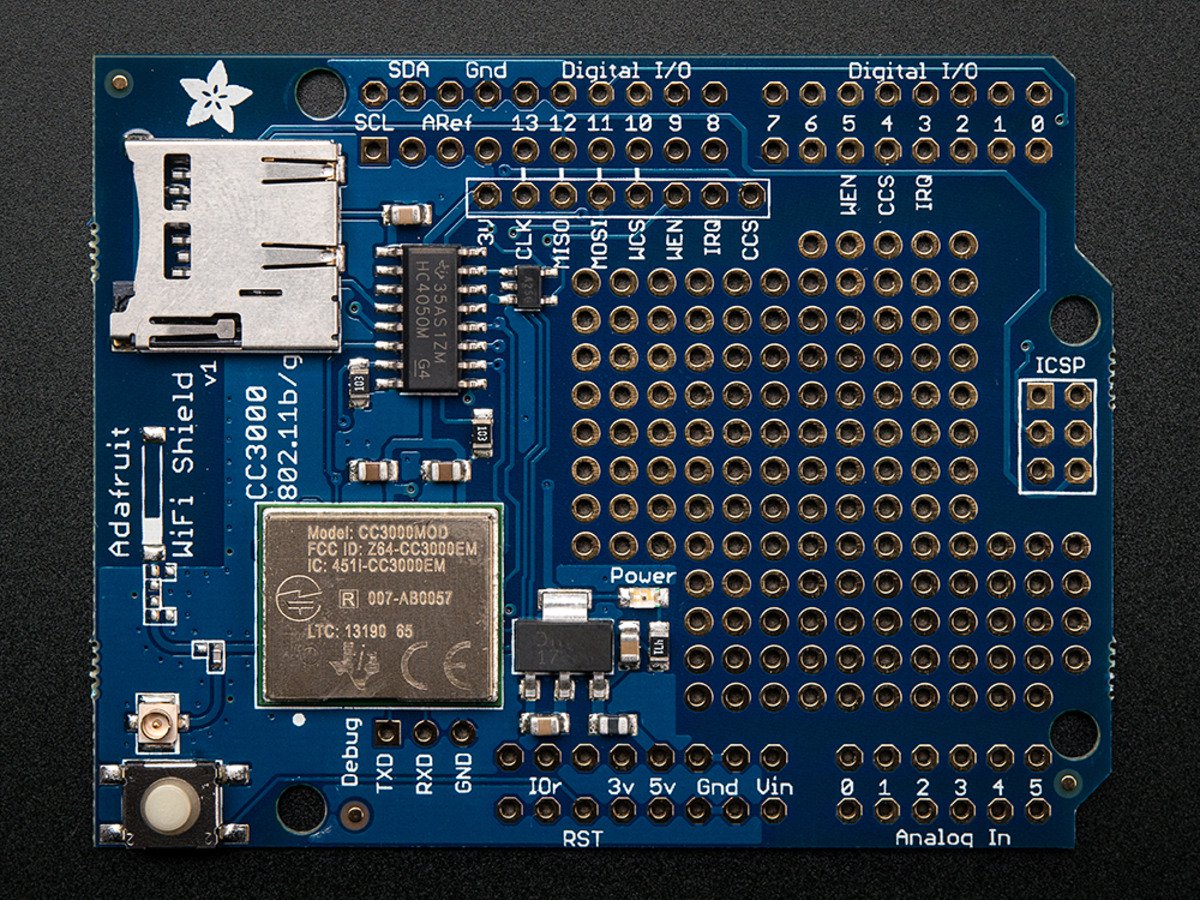 SDA Gnd Digital I/O Digital I/O
SCL ARef 13 12 11 10 9 8 7 6 5 4 3 2 1 0
WEN CCS IRQ
3V CLK MISO MOSI WCS WEN IRQ CCS
35AS1ZM
HC4050M G4
103
103
ICSP
Adafruit
WiFi Shield
v1
CC3000
802.11b/g
Model: CC3000MOD
FCC ID: Z64-CC3000EM
IC: 451I-CC3000EM
R 007-AB0057
LTC: 13190 65
CE
Power
Debug
TXD RXD GND
IOr 3v 5v Gnd Vin 0 1 2 3 4 5
RST Analog In